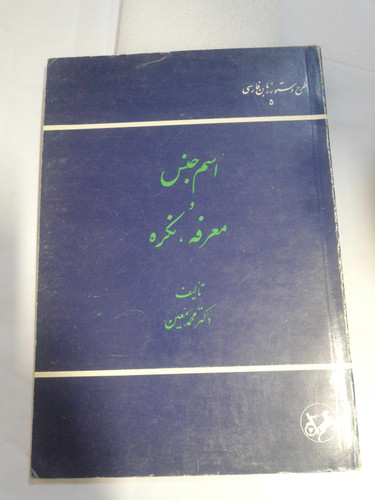 طرح دستور زبان فارسی
۵
اسم جنس
و
معرفه، نکره
تألیف
دکتر محمد معین